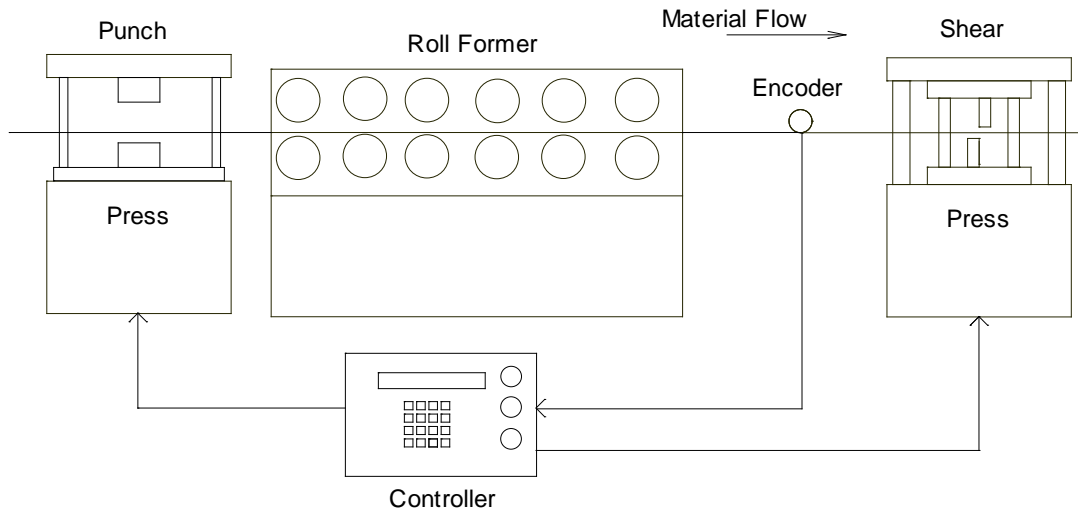 Material Flow
Punch
Roll Former
Shear
Encoder
Press
Press
Controller